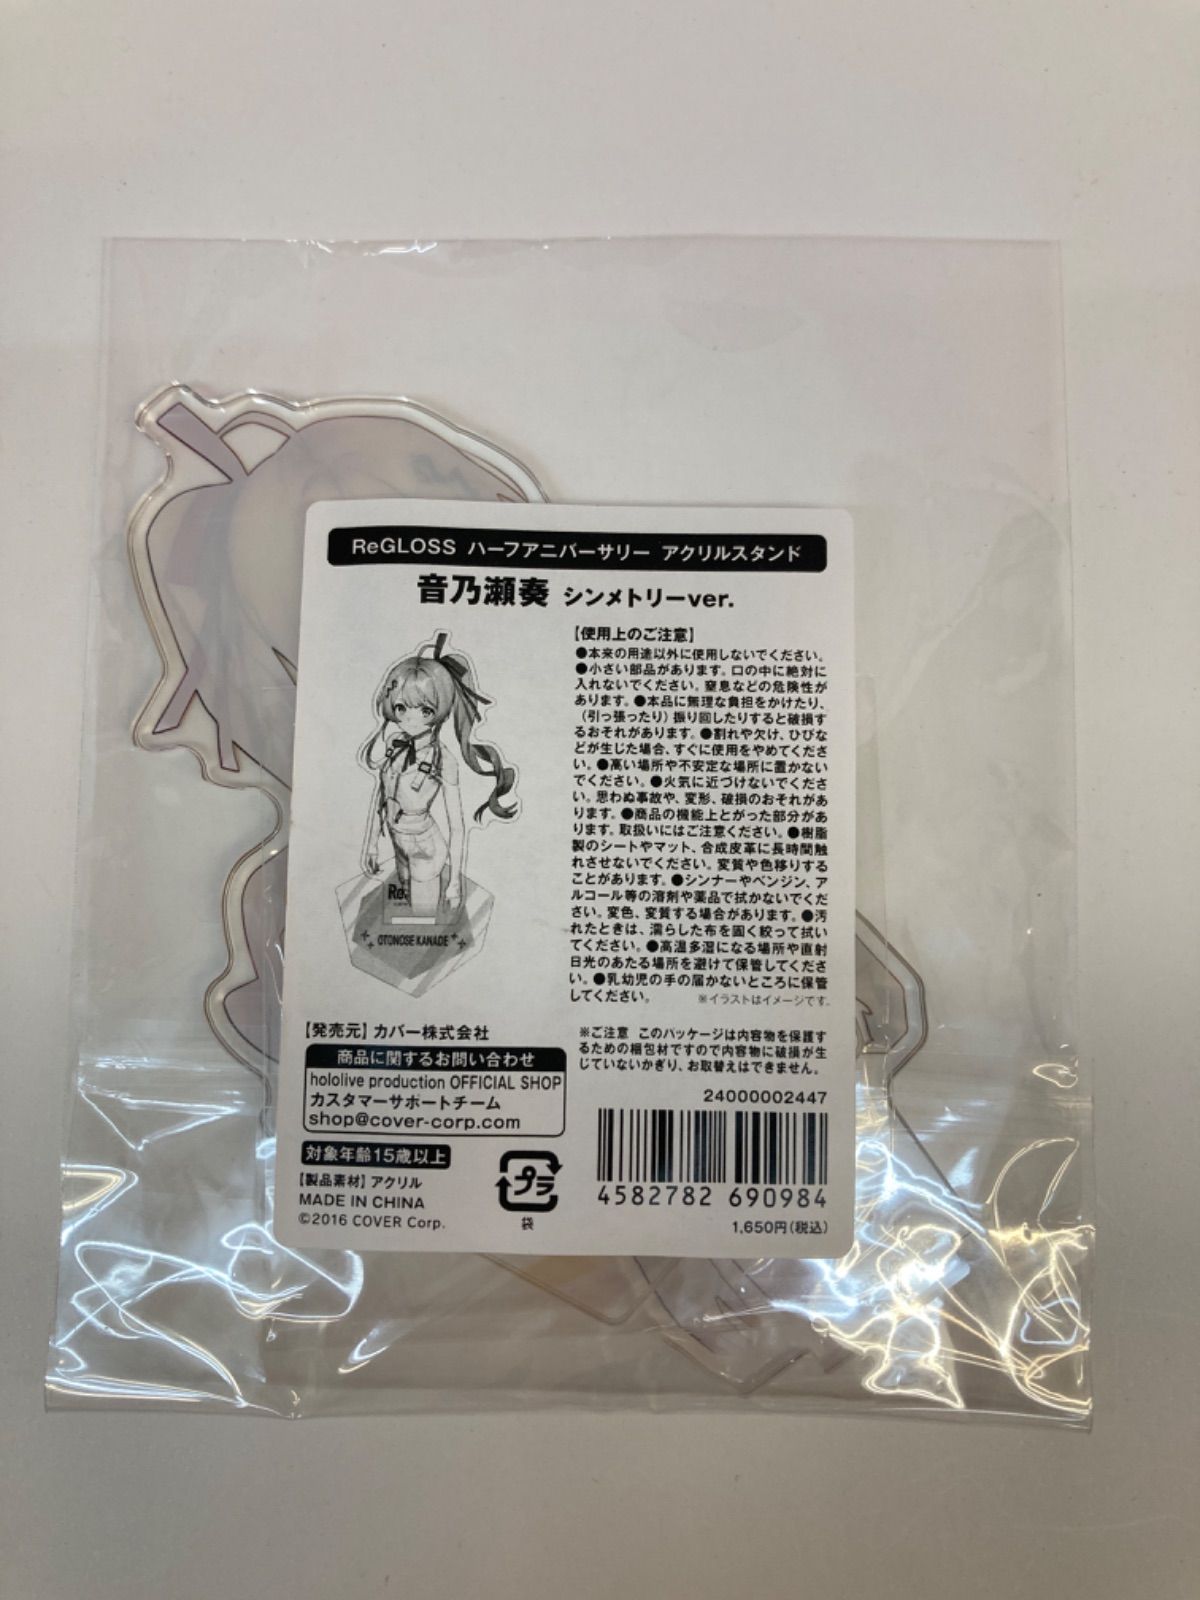 ReGLOSS ハーフアニバーサリー アクリルスタンド
音乃瀬奏 シンメトリーver.
OTONOSE KANADE
【使用上のご注意】
●本来の用途以外に使用しないでください。
●小さい部品があります。口の中に絶対に
入れないでください。窒息などの危険性が
あります。●本品に無理な負担をかけたり、
(引っ張ったり)振り回したりすると破損す
るおそれがあります。●割れや欠け、ひびな
どが生じた場合、すぐに使用をやめてくださ
い。●高い場所や不安定な場所に置かない
でください。●火気に近づけないでくださ
い。思わぬ事故や、変形、破損のおそれがあ
ります。●商品の機能上とがった部分があ
ります。取扱いにはご注意ください。●樹脂
製のシートやマット、合成皮革に長時間触
れさせないでください。変質や色移りする
ことがあります。●シンナーやベンジン、ア
ルコール等の溶剤や薬品で拭かないでくだ
さい。変色、変質する場合があります。●汚
れたときは、濡らした布を固く絞って拭い
てください。●高温多湿になる場所や直射
日光のあたる場所を避けて保管してくださ
い。●乳幼児の手の届かないところに保管
してください。 ※イラストはイメージです。
【発売元】カバー株式会社
商品に関するお問い合わせ
hololive production OFFICIAL SHOP
カスタマーサポートチーム
shop@cover-corp.com
対象年齢15歳以上
【製品素材】アクリル
MADE IN CHINA
©2016 COVER Corp.
プラ
袋
※ご注意 このパッケージは内容物を保護す
るための梱包材ですので内容物に破損が生
じていないかぎり、お取替えはできません。
24000002447
4582782 690984
1,650円(税込)